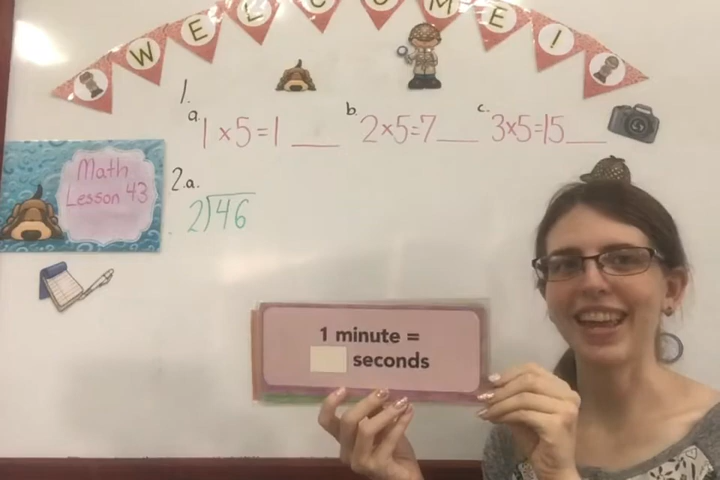 WELCOME!
1.
a. 1 x 5 = 1 ___ b. 2 x 5 = 7 ___ c. 3 x 5 = 15 ___
Math
Lesson 43
2.a.
2)46
1 minute =
seconds